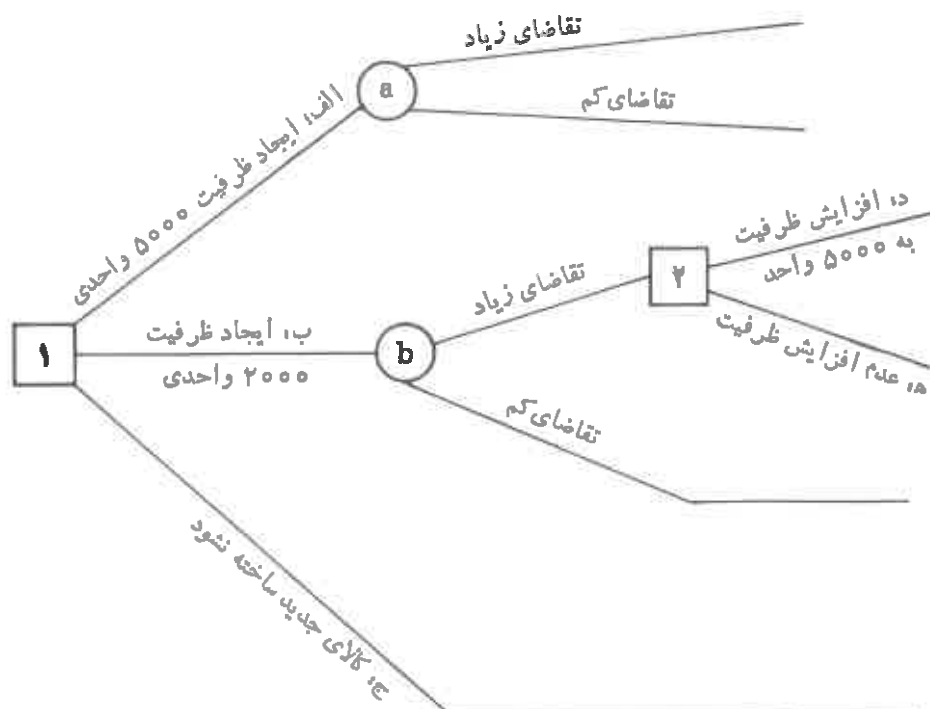 تقاضای زیاد
a
تقاضای کم
الف، ایجاد ظرفیت ۵۰۰۰ واحدی
د، افزایش ظرفیت
به ۵۰۰۰ واحد
۲
تقاضای زیاد
ه، عدم افزایش ظرفیت
۱
ب، ایجاد ظرفیت
۲۰۰۰ واحدی
b
تقاضای کم
ج، کالای جدید ساخته نشود